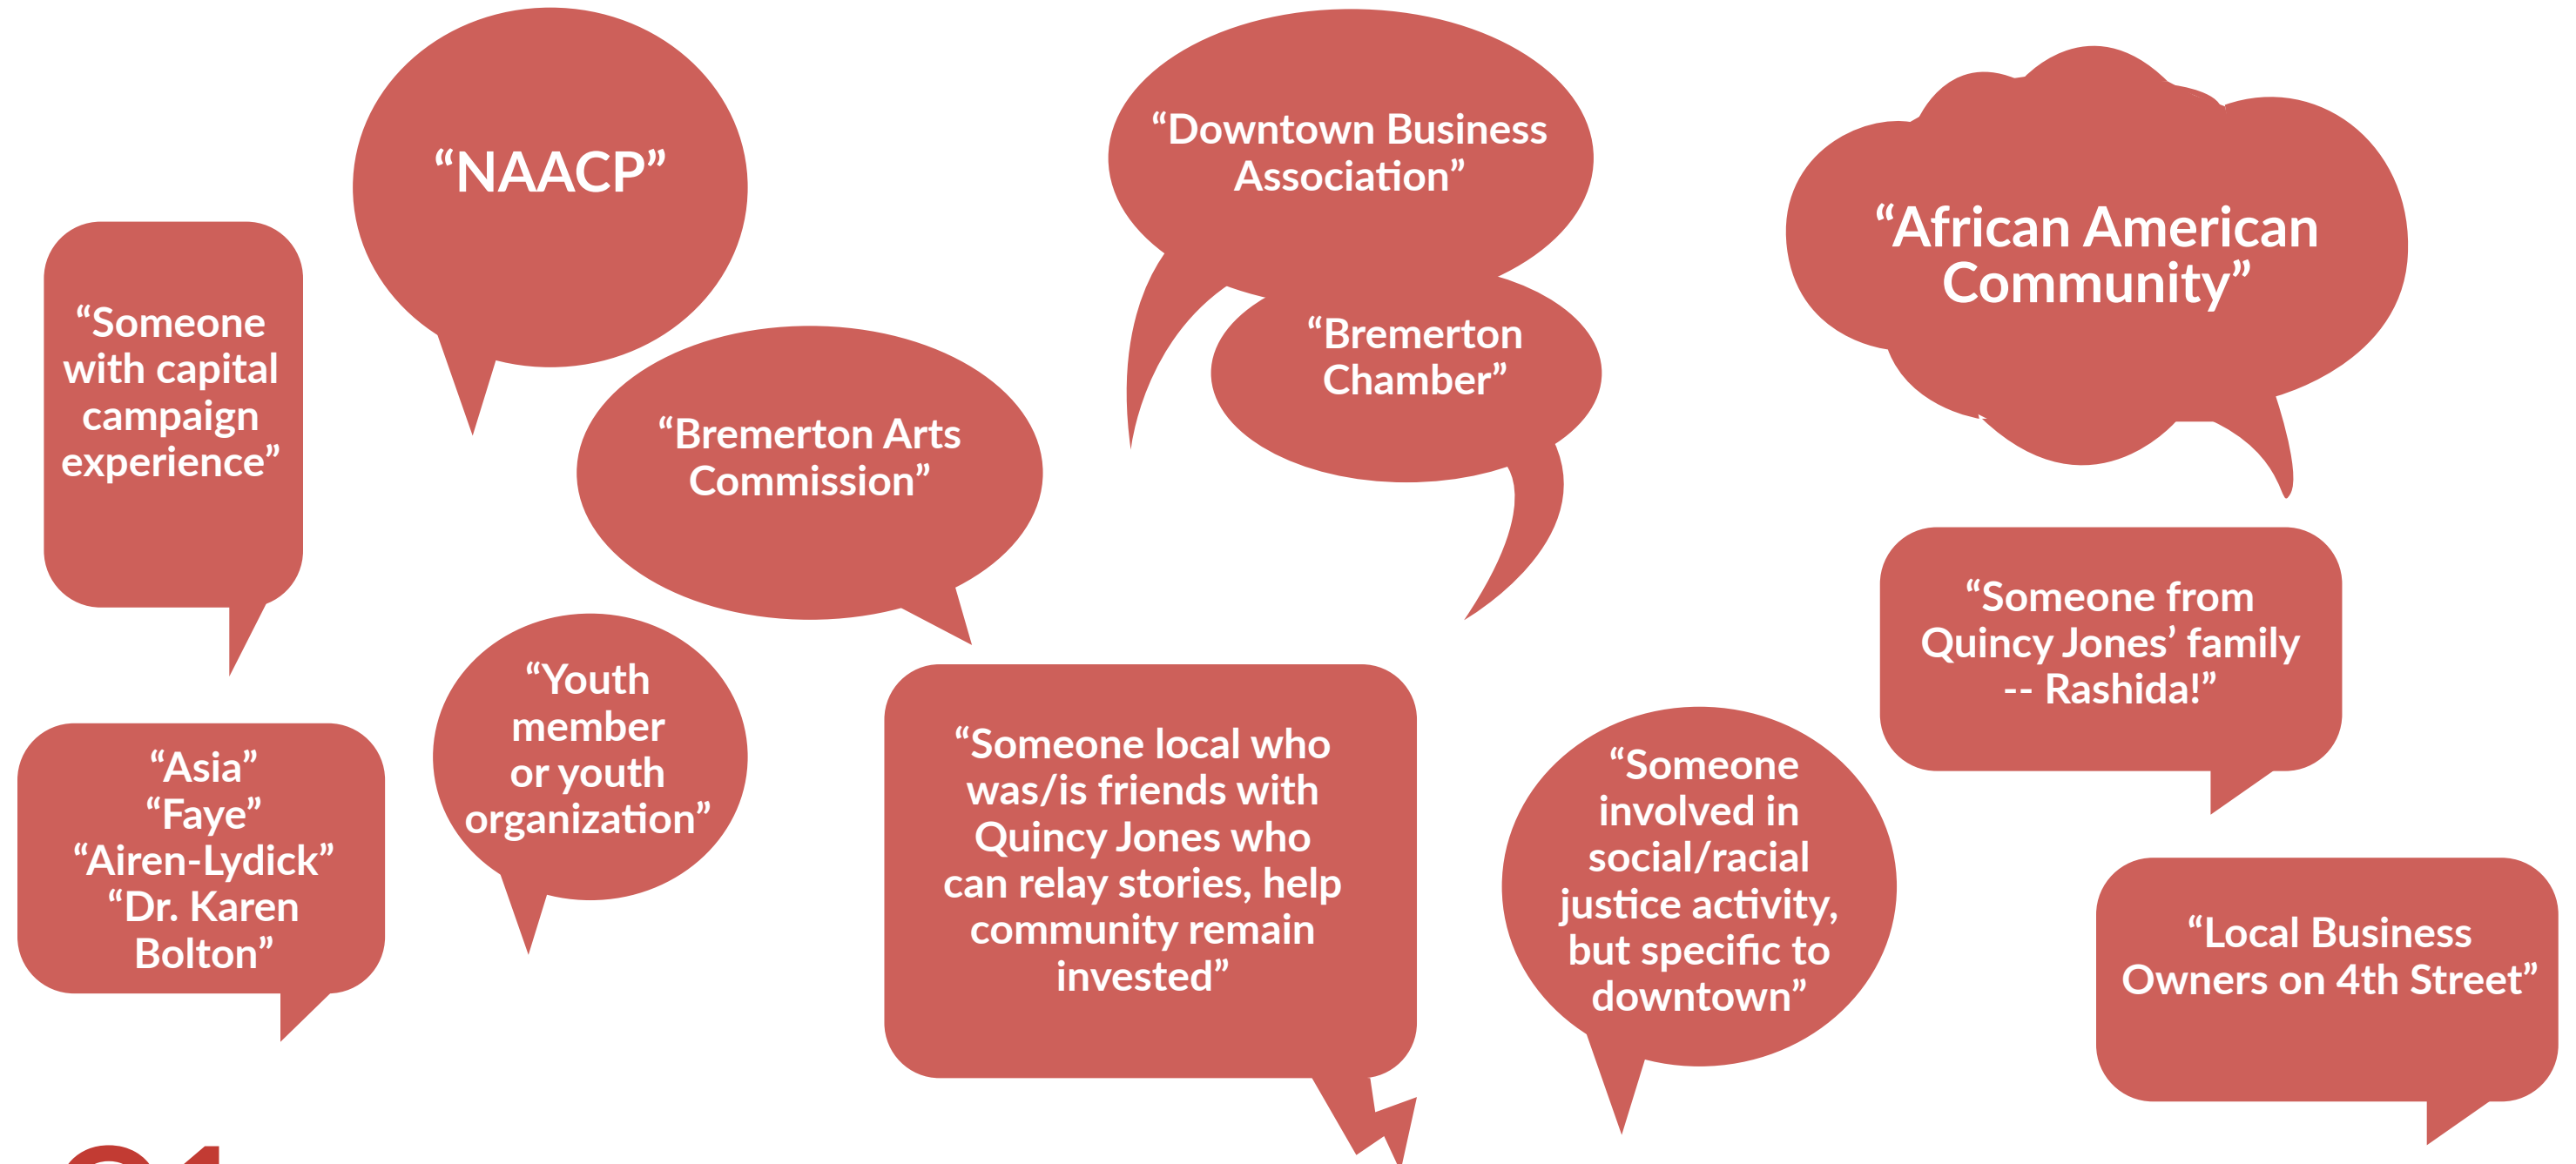 “NAACP”
“Downtown Business
Association”
“African American
Community”
“Someone
with capital
campaign
experience”
“Bremerton
Chamber”
“Bremerton Arts
Commission”
“Someone from
Quincy Jones’ family
-- Rashida!”
“Youth
member
or youth
organization”
“Someone local who
was/is friends with
Quincy Jones who
can relay stories, help
community remain
invested”
“Someone
involved in
social/racial
justice activity,
but specific to
downtown”
“Asia”
“Faye”
“Airen-Lydick”
“Dr. Karen
Bolton”
“Local Business
Owners on 4th Street”